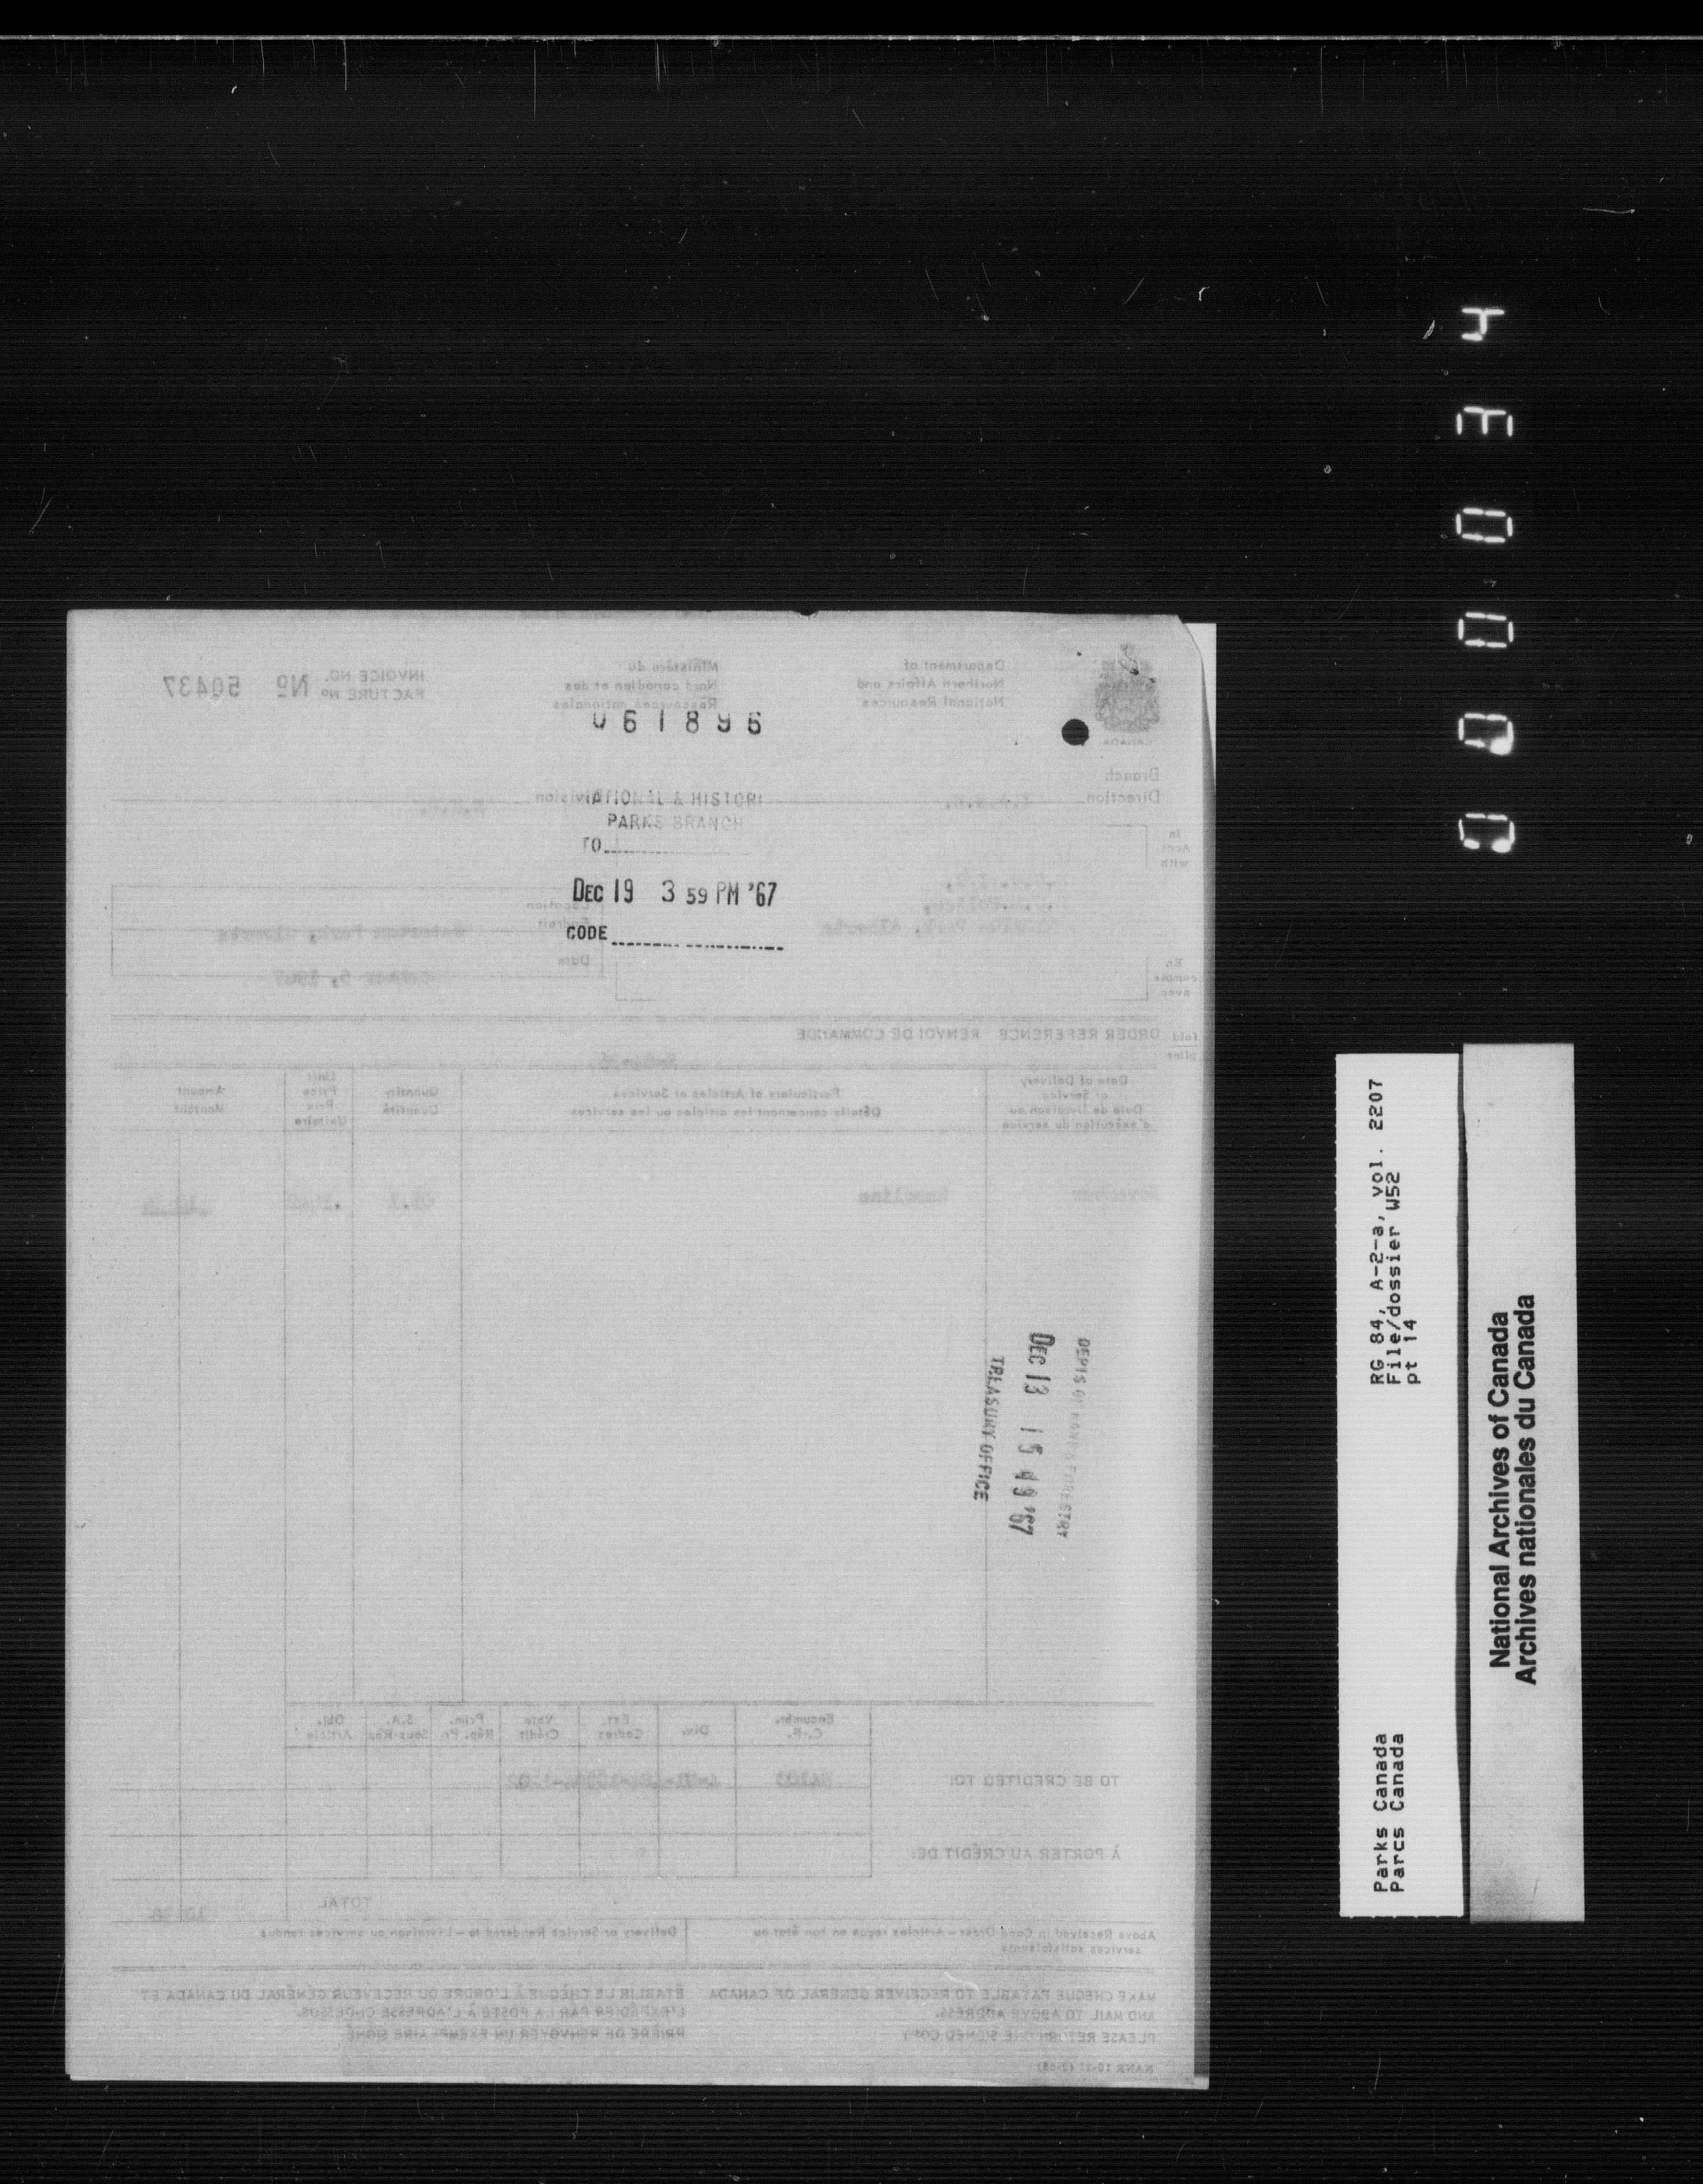 061896
NATIONAL & HISTORI
PARKS BRANCH
TO
DEC 19 3 59 PM '67
CODE
INVOICE NO.
FACTURE Nº Nº 50437
Ministère du
Nord canadien et des
Ressources nationales
Department of
Northern Affairs and
National Resources
CANADA
Branch
Direction
Division
In
Acct.
with
Location
Endroit
Date
Waterton Park, Alberta
En
compte
avec
ORDER REFERENCE RENVOI DE COMMANDE
fold
plier
Date of Delivery
or Service
Date de livraison ou
d'exécution du service
Particulars of Articles or Services
Détails concernant les articles ou les services
Quantity
Quantité
Unit
Price
Prix
Unitaire
Amount
Montant
Gasoline
DEC 13 15 49 '67
TREASURY OFFICE
Encumbr.
C.-F.
Div.
Est.
Codies
Vote
Crédit
Prim.
Rép. Pr.
S.A.
Sous-Rép.
Obj.
Article
TO BE CREDITED TO:
À PORTER AU CRÉDIT DE:
TOTAL
Above Received in Good Order – Articles reçus en bon état ou
services satisfaisants
Delivery or Service Rendered to – Livraison ou services rendus
MAKE CHEQUE PAYABLE TO RECEIVER GENERAL OF CANADA
AND MAIL TO ABOVE ADDRESS.
PLEASE RETURN ONE SIGNED COPY
ÉTABLIR LE CHÈQUE À L'ORDRE DU RECEVEUR GÉNÉRAL DU CANADA ET
L'EXPÉDIER PAR LA POSTE À L'ADRESSE CI-DESSUS.
PRIÈRE DE RENVOYER UN EXEMPLAIRE SIGNÉ
RG 84, A-2-a, vol. 2207
File/dossier W52
pt 14
Parks Canada
Parcs Canada
National Archives of Canada
Archives nationales du Canada